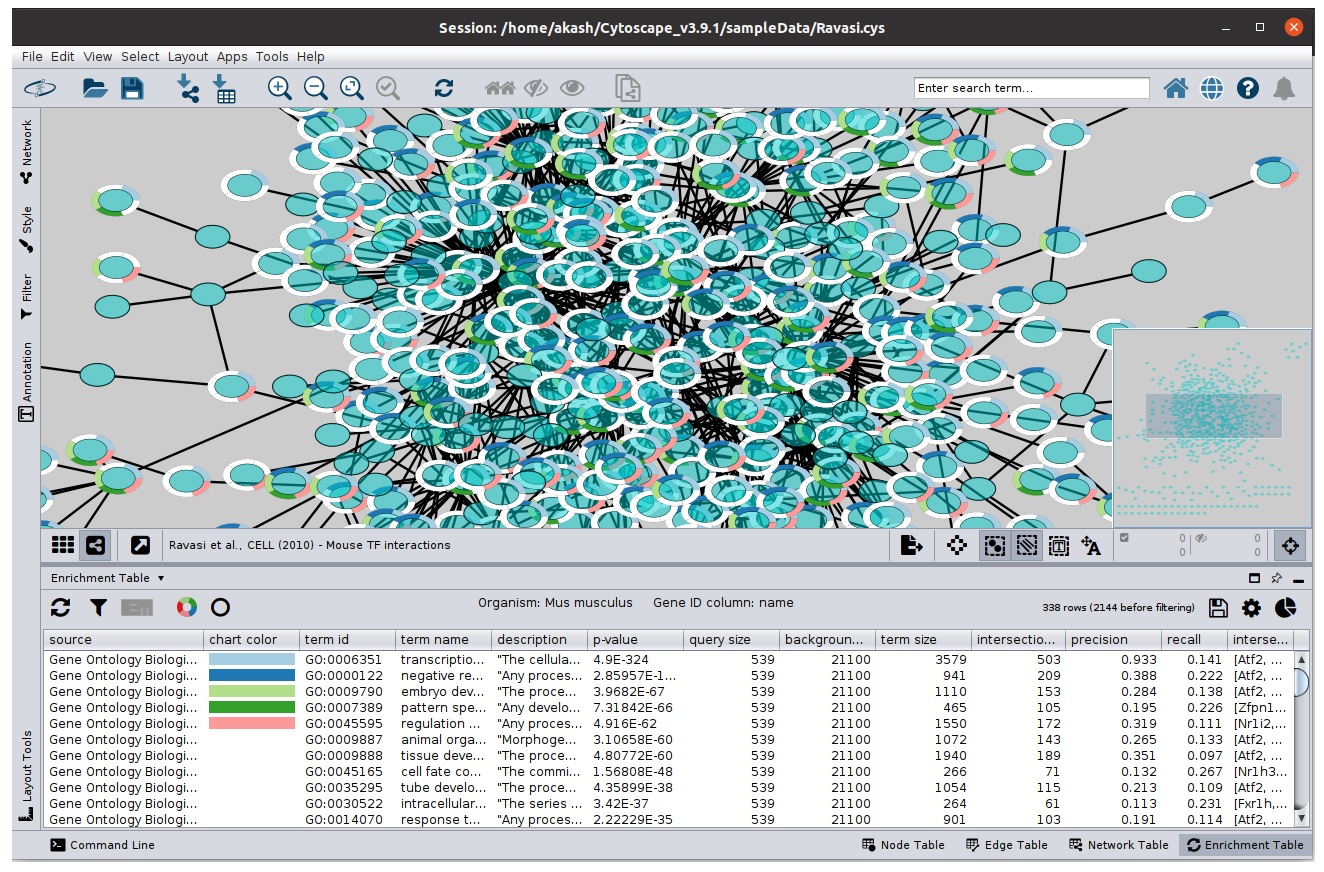 Session: /home/akash/Cytoscape_v3.9.1/sampleData/Ravasi.cys
File Edit View Select Layout Apps Tools Help
Enter search term...
Network
Style
Filter
Annotation
Layout Tools
Ravasi et al., CELL (2010) - Mouse TF interactions
0 0
0 0
Enrichment Table
Organism: Mus musculus Gene ID column: name
338 rows (2144 before filtering)
source chart color term id term name description p-value query size backgroun... term size intersectio... precision recall interse...
Gene Ontology Biologi... GO:0006351 transcriptio... "The cellula... 4.9E-324 539 21100 3579 503 0.933 0.141 [Atf2, ...
Gene Ontology Biologi... GO:0000122 negative re... "Any proces... 2.85957E-1... 539 21100 941 209 0.388 0.222 [Atf2, ...
Gene Ontology Biologi... GO:0009790 embryo dev... "The proce... 3.9682E-67 539 21100 1110 153 0.284 0.138 [Atf2, ...
Gene Ontology Biologi... GO:0007389 pattern spe... "Any develo... 7.31842E-66 539 21100 465 105 0.195 0.226 [Zfpn1...
Gene Ontology Biologi... GO:0045595 regulation ... "Any proces... 4.916E-62 539 21100 1550 172 0.319 0.111 [Nr1i2,...
Gene Ontology Biologi... GO:0009887 animal orga... "Morphoge... 3.10658E-60 539 21100 1072 143 0.265 0.133 [Atf2, ...
Gene Ontology Biologi... GO:0009888 tissue deve... "The proce... 4.80772E-60 539 21100 1940 189 0.351 0.097 [Atf2, ...
Gene Ontology Biologi... GO:0045165 cell fate co... "The commi... 1.56808E-48 539 21100 266 71 0.132 0.267 [Nr1h3...
Gene Ontology Biologi... GO:0035295 tube develo... "The proce... 4.35899E-38 539 21100 1054 115 0.213 0.109 [Atf2, ...
Gene Ontology Biologi... GO:0030522 intracellular... "The series ... 3.42E-37 539 21100 264 61 0.113 0.231 [Fxr1h,...
Gene Ontology Biologi... GO:0014070 response t... "Any proces... 2.22229E-35 539 21100 901 103 0.191 0.114 [Atf2, ...
Command Line Node Table Edge Table Network Table Enrichment Table